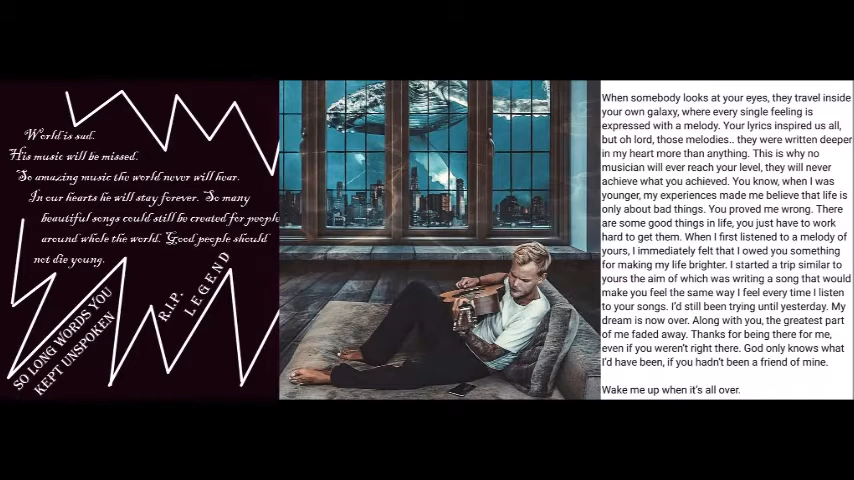 World is sad.
His music will be missed.
So amazing music the world never will hear.
In our hearts he will stay forever. So many
beautiful songs could still be created for people
around whole the world. Good people should
not die young.
SO LONG WORDS YOU
KEPT UNSPOKEN
R.I.P.
LEGEND
When somebody looks at your eyes, they travel inside
your own galaxy, where every single feeling is
expressed with a melody. Your lyrics inspired us all,
but oh lord, those melodies.. they were written deeper
in my heart more than anything. This is why no
musician will ever reach your level, they will never
achieve what you achieved. You know, when I was
younger, my experiences made me believe that life is
only about bad things. You proved me wrong. There
are some good things in life, you just have to work
hard to get them. When I first listened to a melody of
yours, I immediately felt that I owed you something
for making my life brighter. I started a trip similar to
yours the aim of which was writing a song that would
make you feel the same way I feel every time I listen
to your songs. I'd still been trying until yesterday. My
dream is now over. Along with you, the greatest part
of me faded away. Thanks for being there for me,
even if you weren't right there. God only knows what
I'd have been, if you hadn't been a friend of mine.
Wake me up when it's all over.